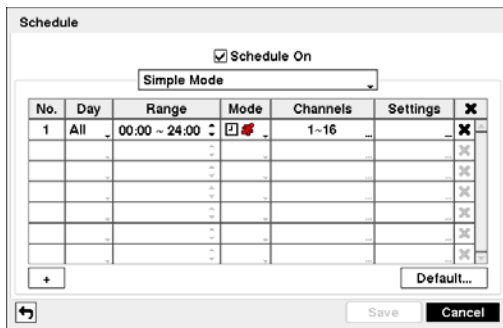 Schedule
Schedule On
Simple Mode
No. Day Range Mode Channels Settings ✖
1 All 00:00 ~ 24:00 1~16 ... ... ✖
+ Default...
Save Cancel